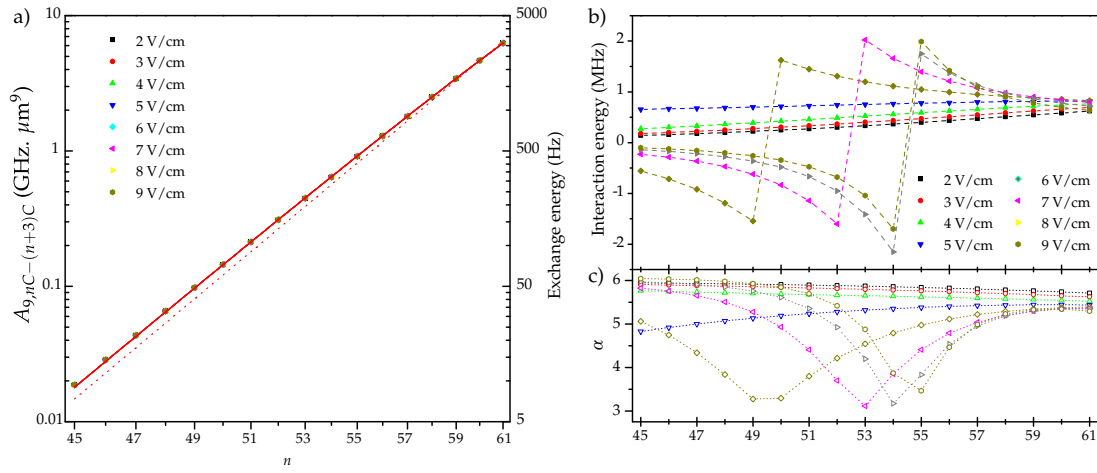 a)
A9,nC−(n+3)C (GHz. µm⁹)
10
1
0.1
0.01
2 V/cm
3 V/cm
4 V/cm
5 V/cm
6 V/cm
7 V/cm
8 V/cm
9 V/cm
45 47 49 51 53 55 57 59 61
n
5000
500
50
5
Exchange energy (Hz)
b)
Interaction energy (MHz)
2
1
0
-1
-2
2 V/cm 6 V/cm
3 V/cm 7 V/cm
4 V/cm 8 V/cm
5 V/cm 9 V/cm
c)
α
6
5
4
3
45 47 49 51 53 55 57 59 61